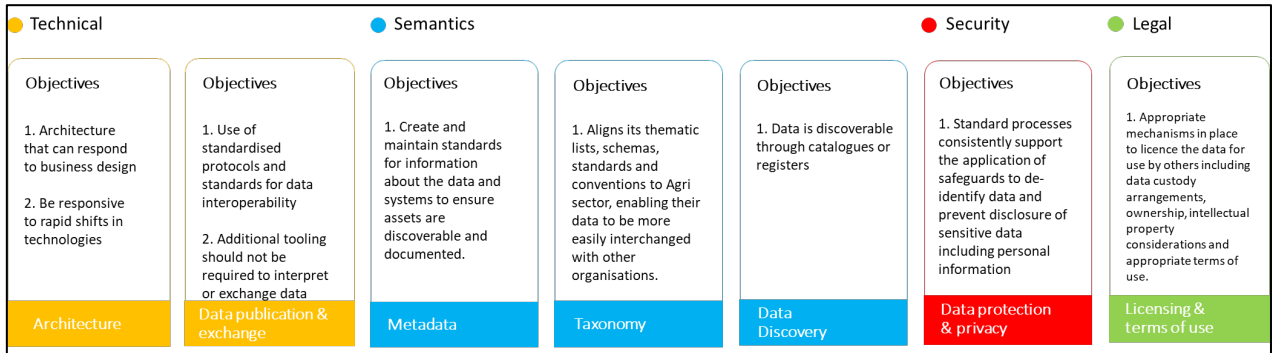 Technical
Semantics
Security
Legal
Objectives
1. Architecture
that can respond
to business design
2. Be responsive
to rapid shifts in
technologies
Architecture
Objectives
1. Use of
standardised
protocols and
standards for data
interoperability
2. Additional tooling
should not be
required to interpret
or exchange data
Data publication &
exchange
Objectives
1. Create and
maintain standards
for information
about the data and
systems to ensure
assets are
discoverable and
documented.
Metadata
Objectives
1. Aligns its thematic
lists, schemas,
standards and
conventions to Agri
sector, enabling their
data to be more
easily interchanged
with other
organisations.
Taxonomy
Objectives
1. Data is discoverable
through catalogues or
registers
Data
Discovery
Objectives
1. Standard processes
consistently support
the application of
safeguards to de-
identify data and
prevent disclosure of
sensitive data
including personal
information
Data protection
& privacy
Objectives
1. Appropriate
mechanisms in place
to licence the data for
use by others including
data custody
arrangements,
ownership, intellectual
property
considerations and
appropriate terms of
use.
Licensing &
terms of use